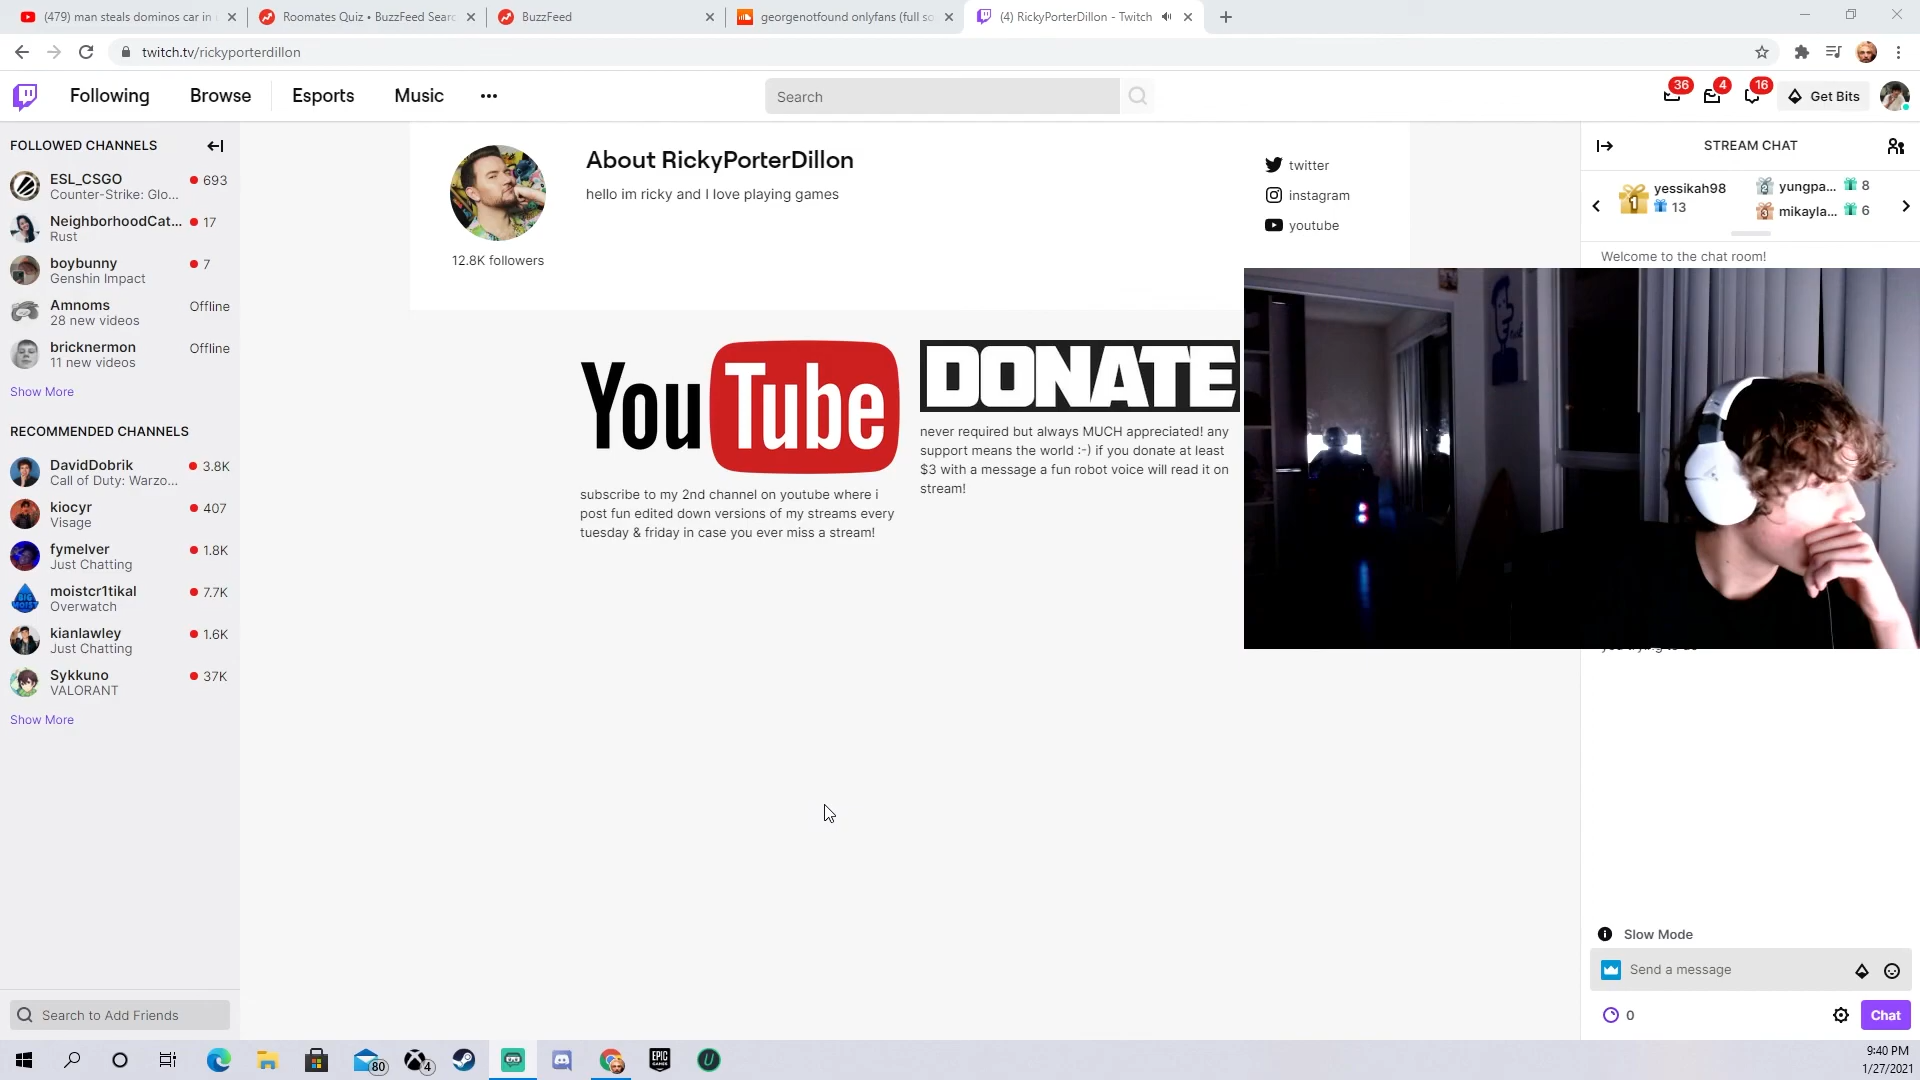 (479) man steals dominos car in
Roomates Quiz • BuzzFeed Searc
BuzzFeed
georgenotfound onlyfans (full so
(4) RickyPorterDillon - Twitch
twitch.tv/rickyporterdillon
Following
Browse
Esports
Music
Search
36
4
16
Get Bits
FOLLOWED CHANNELS
ESL_CSGO
693
Counter-Strike: Glo...
NeighborhoodCat...
17
Rust
boybunny
7
Genshin Impact
Amnoms
Offline
28 new videos
bricknermon
Offline
11 new videos
Show More
RECOMMENDED CHANNELS
DavidDobrik
3.8K
Call of Duty: Warzo...
kiocyr
407
Visage
fymelver
1.8K
Just Chatting
moistcr1tikal
7.7K
Overwatch
kianlawley
1.6K
Just Chatting
Sykkuno
37K
VALORANT
Show More
Search to Add Friends
About RickyPorterDillon
hello im ricky and I love playing games
12.8K followers
twitter
instagram
youtube
YouTube
subscribe to my 2nd channel on youtube where i
post fun edited down versions of my streams every
tuesday & friday in case you ever miss a stream!
DONATE
never required but always MUCH appreciated! any
support means the world :-) if you donate at least
$3 with a message a fun robot voice will read it on
stream!
STREAM CHAT
1
yessikah98
13
2
yungpa...
8
3
mikayla...
6
Welcome to the chat room!
Slow Mode
Send a message
0
Chat
80
4
EPIC
GAMES
9:40 PM
1/27/2021